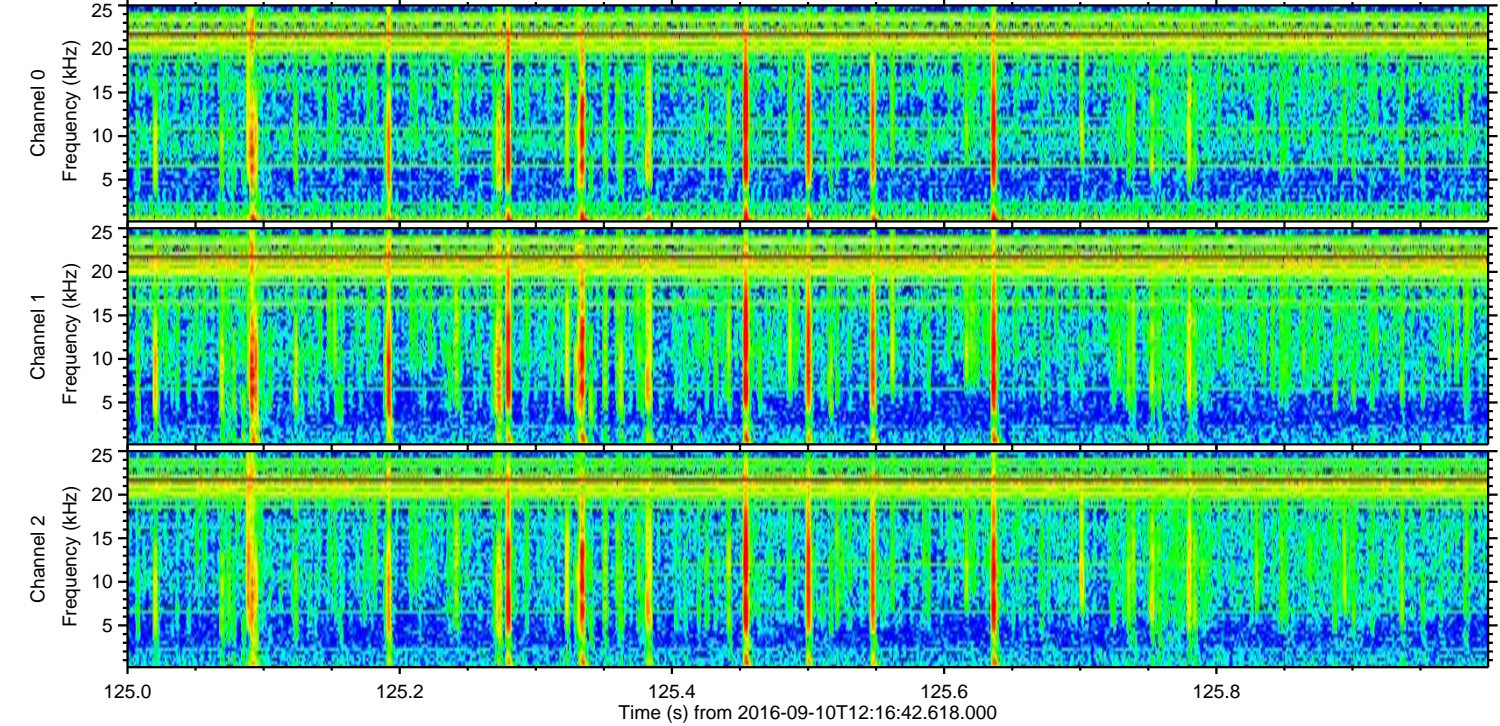 25
20
15
10
5
Channel 0
Frequency (kHz)
25
20
15
10
5
Channel 1
Frequency (kHz)
25
20
15
10
5
Channel 2
Frequency (kHz)
125.0 125.2 125.4 125.6 125.8
Time (s) from 2016-09-10T12:16:42.618.000